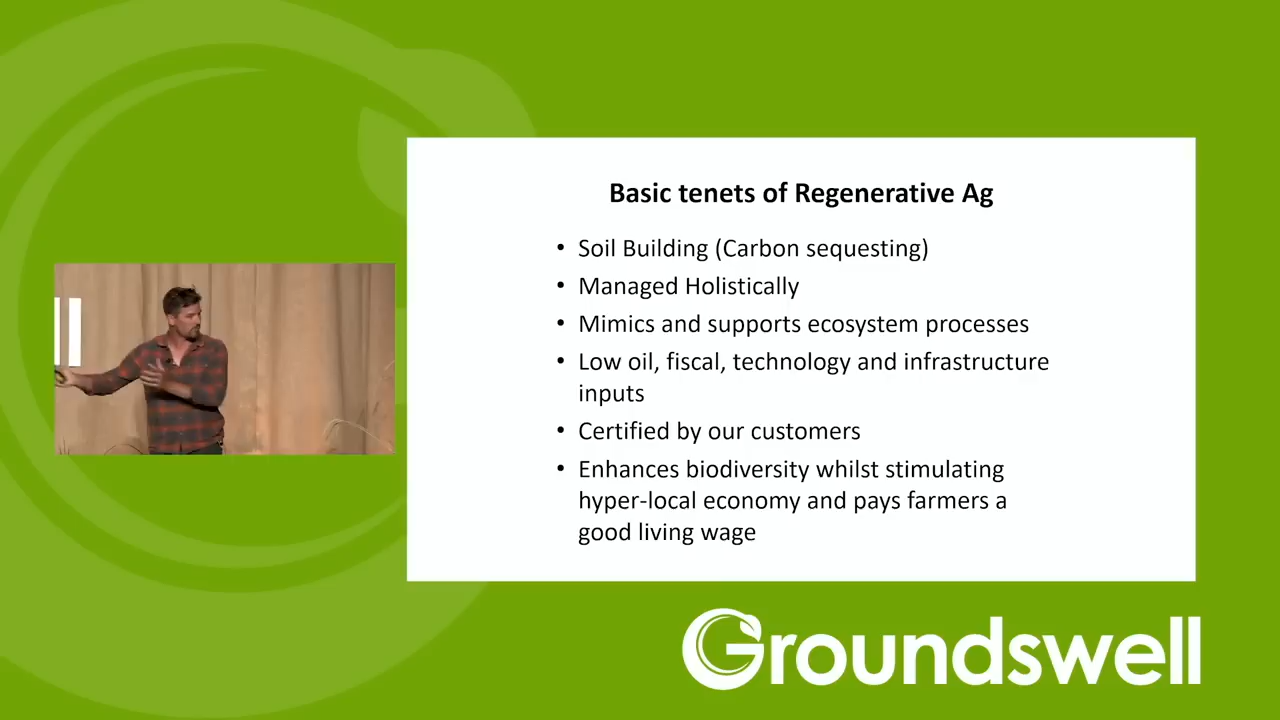 Basic tenets of Regenerative Ag
• Soil Building (Carbon sequesting)
• Managed Holistically
• Mimics and supports ecosystem processes
• Low oil, fiscal, technology and infrastructure
inputs
• Certified by our customers
• Enhances biodiversity whilst stimulating
hyper-local economy and pays farmers a
good living wage
Groundswell